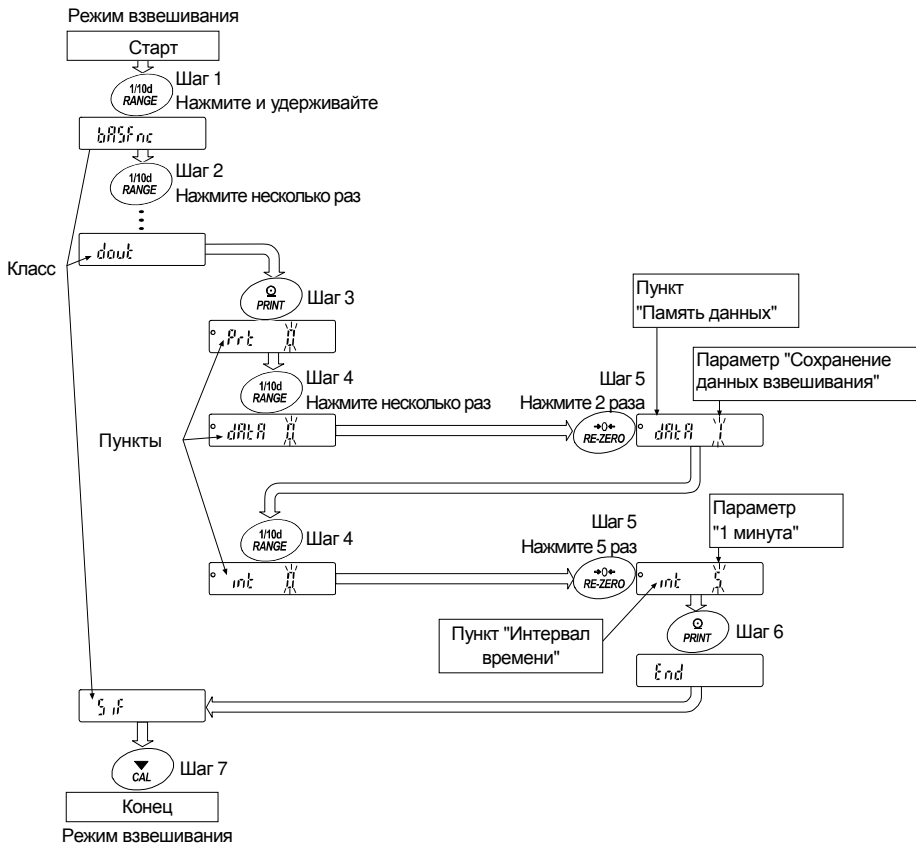 Режим взвешивания
Старт
1/10d
RANGE
Шаг 1
Нажмите и удерживайте
bASFnc
1/10d
RANGE
Шаг 2
Нажмите несколько раз
dout
Класс
PRINT
Шаг 3
Prt 0
1/10d
RANGE
Шаг 4
Нажмите несколько раз
Пункты
dAtA 0
Шаг 5
Нажмите 2 раза
→0←
RE-ZERO
Пункт
"Память данных"
Параметр "Сохранение
данных взвешивания"
dAtA 1
1/10d
RANGE
Шаг 4
int 0
Шаг 5
Нажмите 5 раз
→0←
RE-ZERO
Параметр
"1 минута"
int 5
Пункт "Интервал
времени"
PRINT
Шаг 6
End
SiF
CAL
Шаг 7
Конец
Режим взвешивания